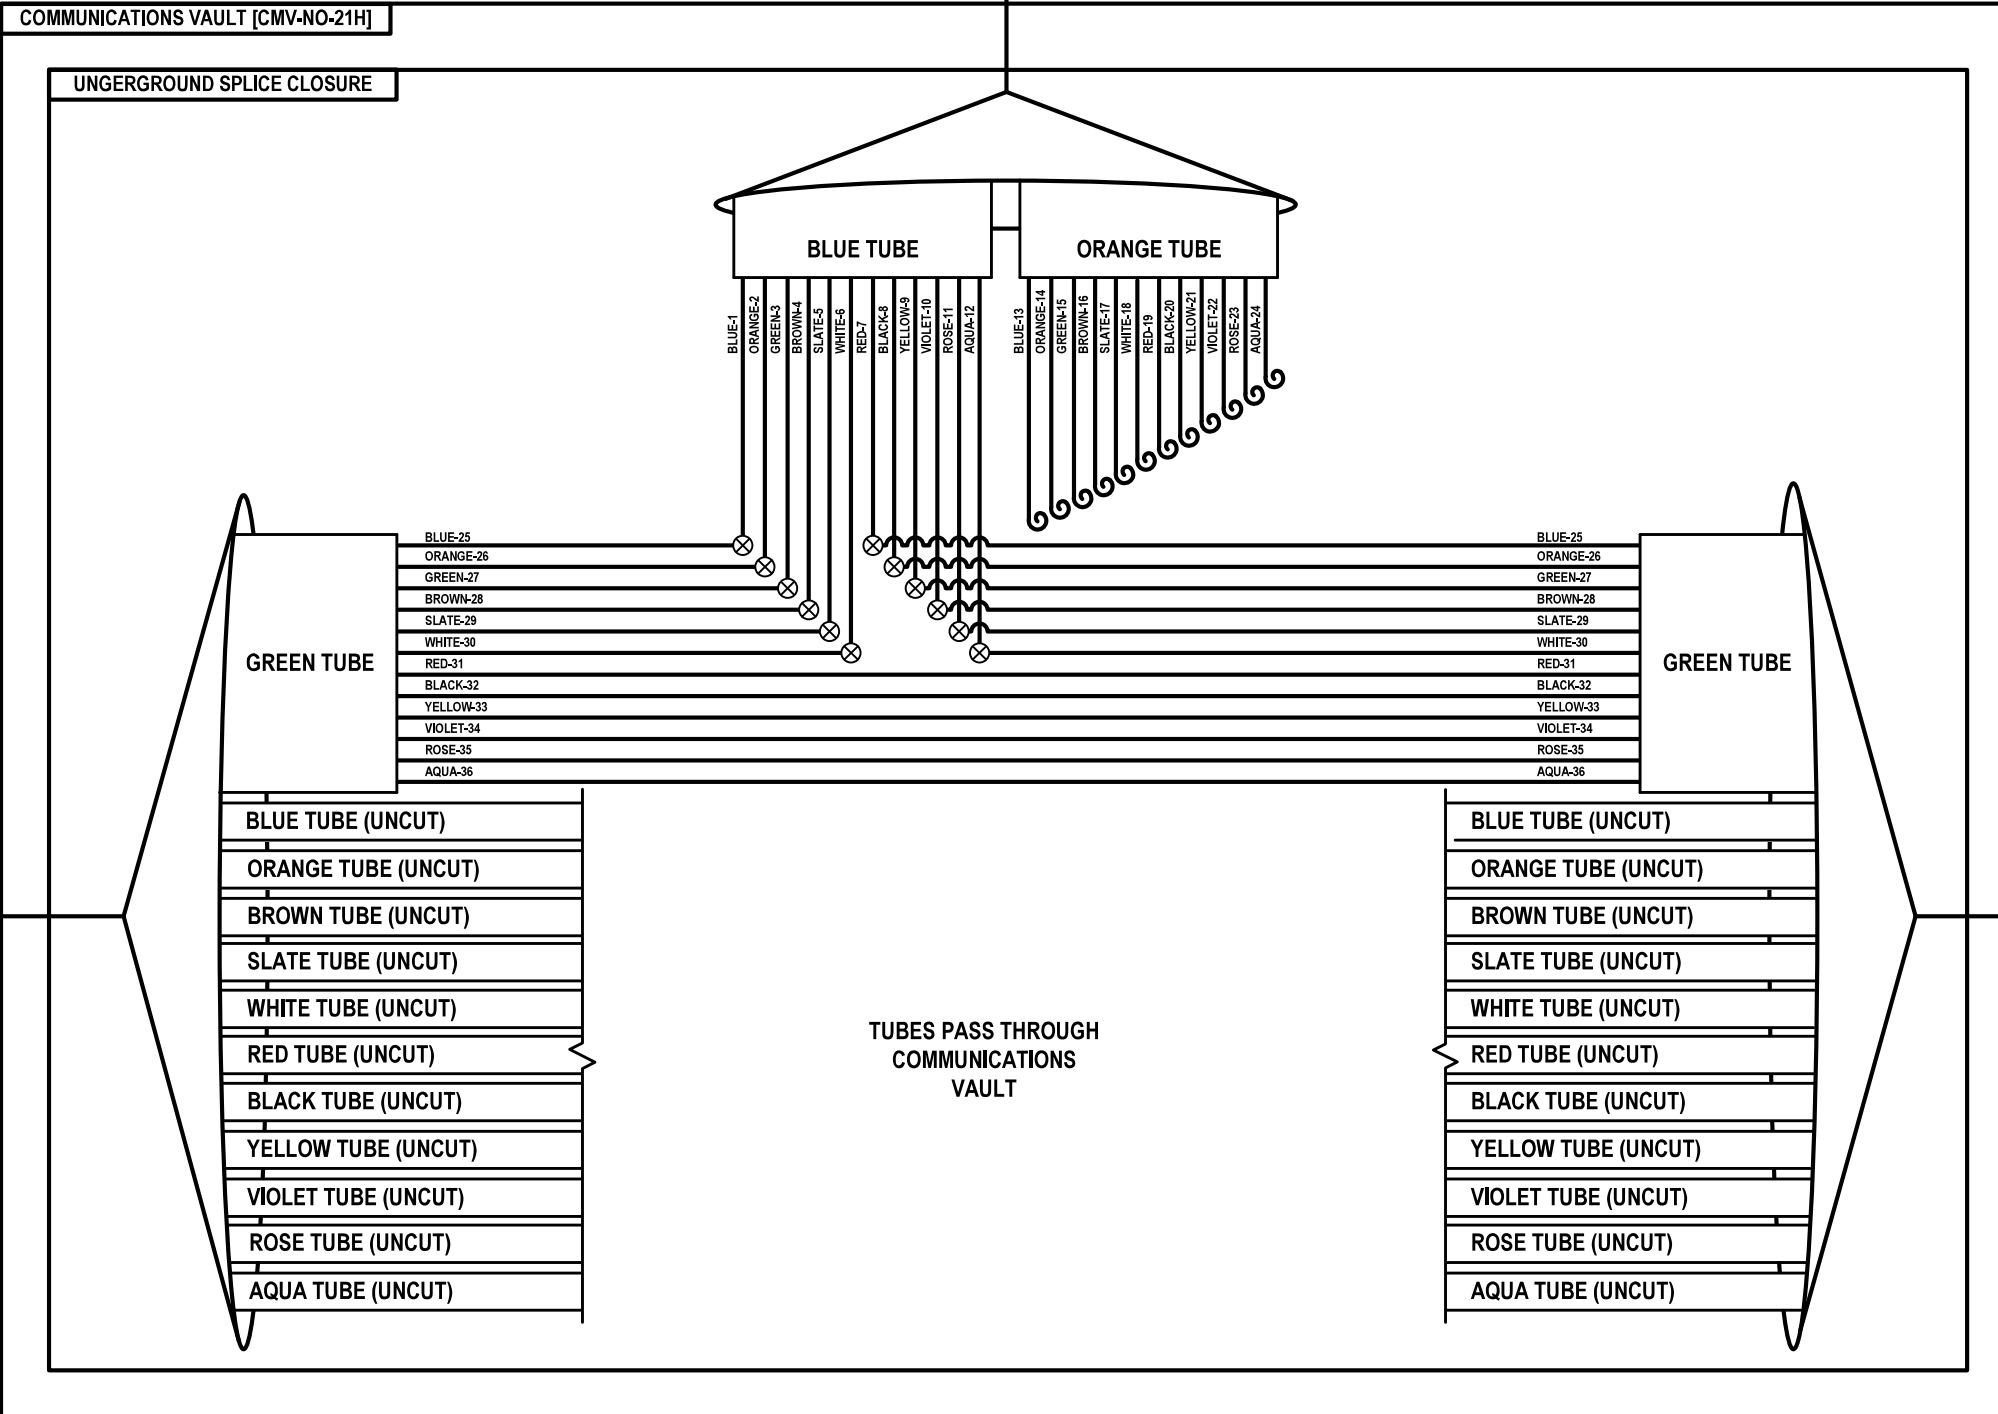 COMMUNICATIONS VAULT [CMV-NO-21H]
UNGERGROUND SPLICE CLOSURE
BLUE TUBE
ORANGE TUBE
BLUE-1
ORANGE-2
GREEN-3
BROWN-4
SLATE-5
WHITE-6
RED-7
BLACK-8
YELLOW-9
VIOLET-10
ROSE-11
AQUA-12
BLUE-13
ORANGE-14
GREEN-15
BROWN-16
SLATE-17
WHITE-18
RED-19
BLACK-20
YELLOW-21
VIOLET-22
ROSE-23
AQUA-24
GREEN TUBE
BLUE-25
ORANGE-26
GREEN-27
BROWN-28
SLATE-29
WHITE-30
RED-31
BLACK-32
YELLOW-33
VIOLET-34
ROSE-35
AQUA-36
BLUE-25
ORANGE-26
GREEN-27
BROWN-28
SLATE-29
WHITE-30
RED-31
BLACK-32
YELLOW-33
VIOLET-34
ROSE-35
AQUA-36
GREEN TUBE
BLUE TUBE (UNCUT)
ORANGE TUBE (UNCUT)
BROWN TUBE (UNCUT)
SLATE TUBE (UNCUT)
WHITE TUBE (UNCUT)
RED TUBE (UNCUT)
BLACK TUBE (UNCUT)
YELLOW TUBE (UNCUT)
VIOLET TUBE (UNCUT)
ROSE TUBE (UNCUT)
AQUA TUBE (UNCUT)
TUBES PASS THROUGH
COMMUNICATIONS
VAULT
BLUE TUBE (UNCUT)
ORANGE TUBE (UNCUT)
BROWN TUBE (UNCUT)
SLATE TUBE (UNCUT)
WHITE TUBE (UNCUT)
RED TUBE (UNCUT)
BLACK TUBE (UNCUT)
YELLOW TUBE (UNCUT)
VIOLET TUBE (UNCUT)
ROSE TUBE (UNCUT)
AQUA TUBE (UNCUT)